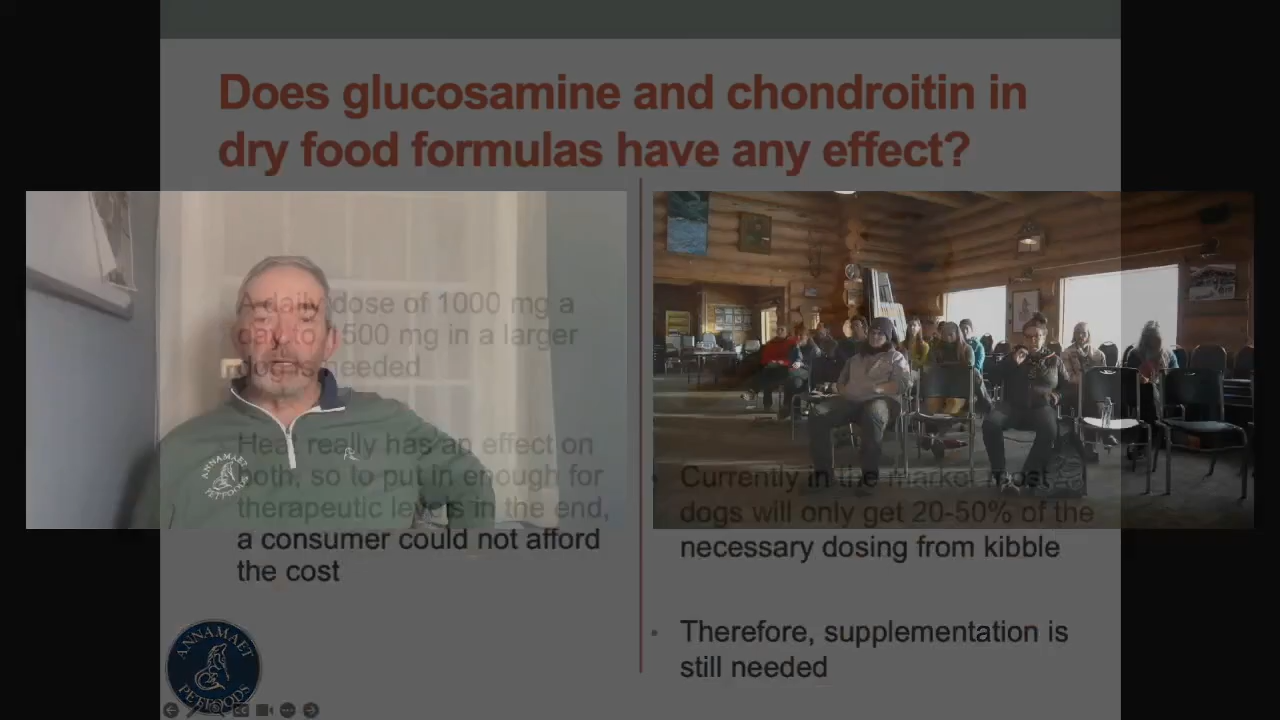 Does glucosamine and chondroitin in
dry food formulas have any effect?
A daily dose of 1000 mg a
day to 1500 mg in a larger
dog is needed
Heat really has an effect on
both, so to put in enough for
therapeutic levels in the end,
a consumer could not afford
the cost
Currently in the market most
dogs will only get 20-50% of the
necessary dosing from kibble
Therefore, supplementation is
still needed
ANNAMAET
PETFOODS
ANNAMAET
PETFOODS